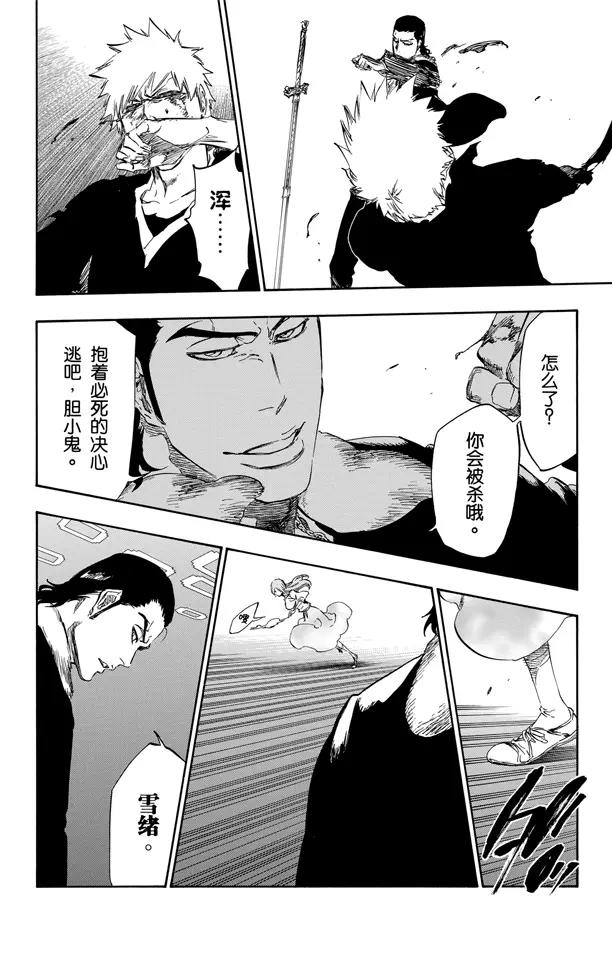 浑
……
怎么了？
你会被杀哦。
抱着必死的决心
逃吧，胆小鬼。
雪绪。